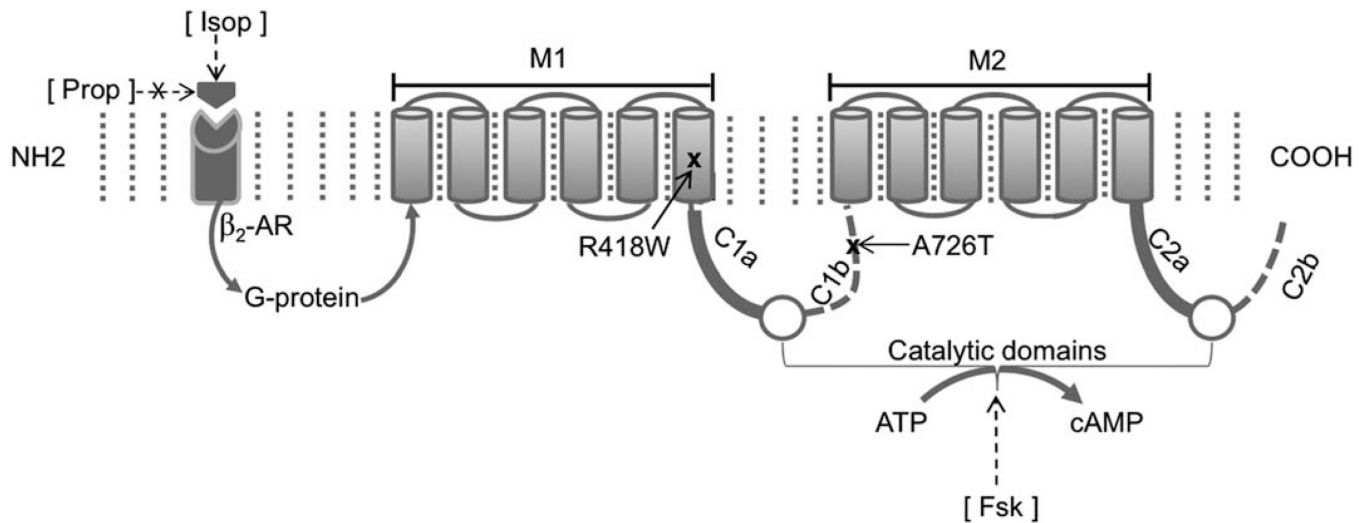 [ Isop ]
[ Prop ]
M1
M2
NH2
COOH
x
R418W
β2-AR
G-protein
C1a
C1b
x
A726T
C2a
C2b
Catalytic domains
ATP
cAMP
[ Fsk ]